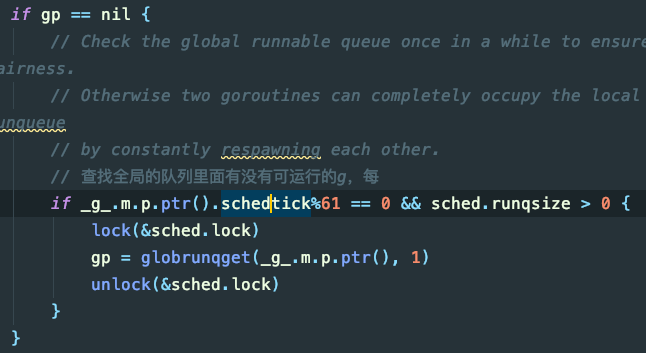 if gp == nil {
// Check the global runnable queue once in a while to ensure
airness.
// Otherwise two goroutines can completely occupy the local
unqueue
// by constantly respawning each other.
// 查找全局的队列里面有没有可运行的g，每
if _g_.m.p.ptr().schedtick%61 == 0 && sched.runqsize > 0 {
lock(&sched.lock)
gp = globrunqget(_g_.m.p.ptr(), 1)
unlock(&sched.lock)
}
}